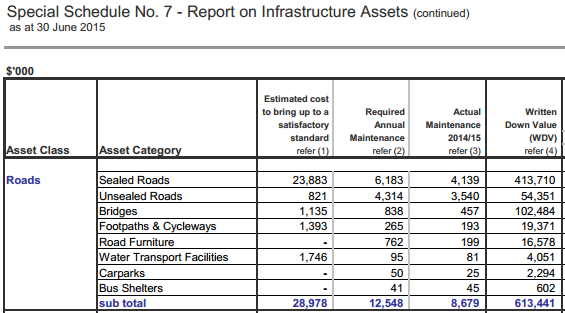 Special Schedule No. 7 - Report on Infrastructure Assets (continued)
as at 30 June 2015
$'000
Asset Class Asset Category Estimated cost to bring up to a satisfactory standard refer (1) Required Annual Maintenance refer (2) Actual Maintenance 2014/15 refer (3) Written Down Value (WDV) refer (4)
Roads Sealed Roads 23,883 6,183 4,139 413,710
Unsealed Roads 821 4,314 3,540 54,351
Bridges 1,135 838 457 102,484
Footpaths & Cycleways 1,393 265 193 19,371
Road Furniture - 762 199 16,578
Water Transport Facilities 1,746 95 81 4,051
Carparks - 50 25 2,294
Bus Shelters - 41 45 602
sub total 28,978 12,548 8,679 613,441